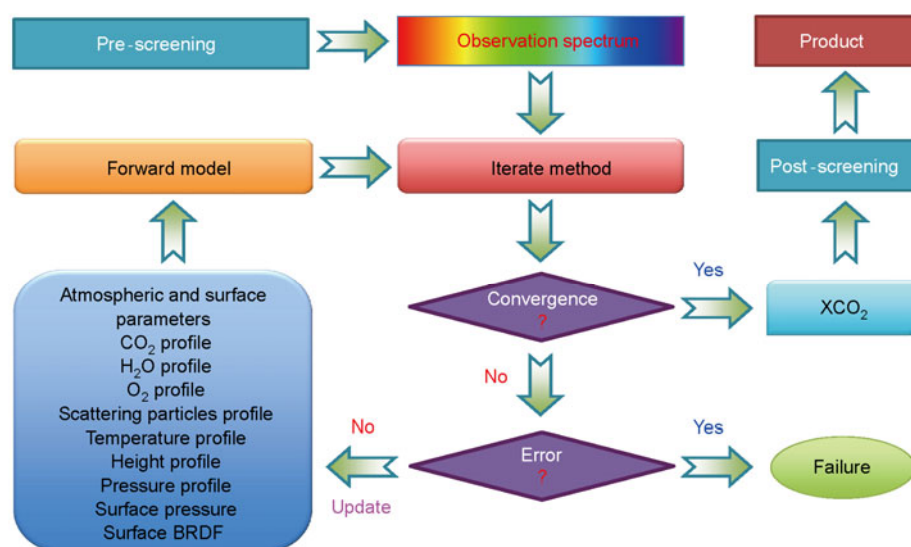 Pre-screening
Observation spectrum
Product
Forward model
Iterate method
Post-screening
Atmospheric and surface
parameters
CO₂ profile
H₂O profile
O₂ profile
Scattering particles profile
Temperature profile
Height profile
Pressure profile
Surface pressure
Surface BRDF
Convergence
?
Yes
XCO₂
No
Error
?
No
Update
Yes
Failure